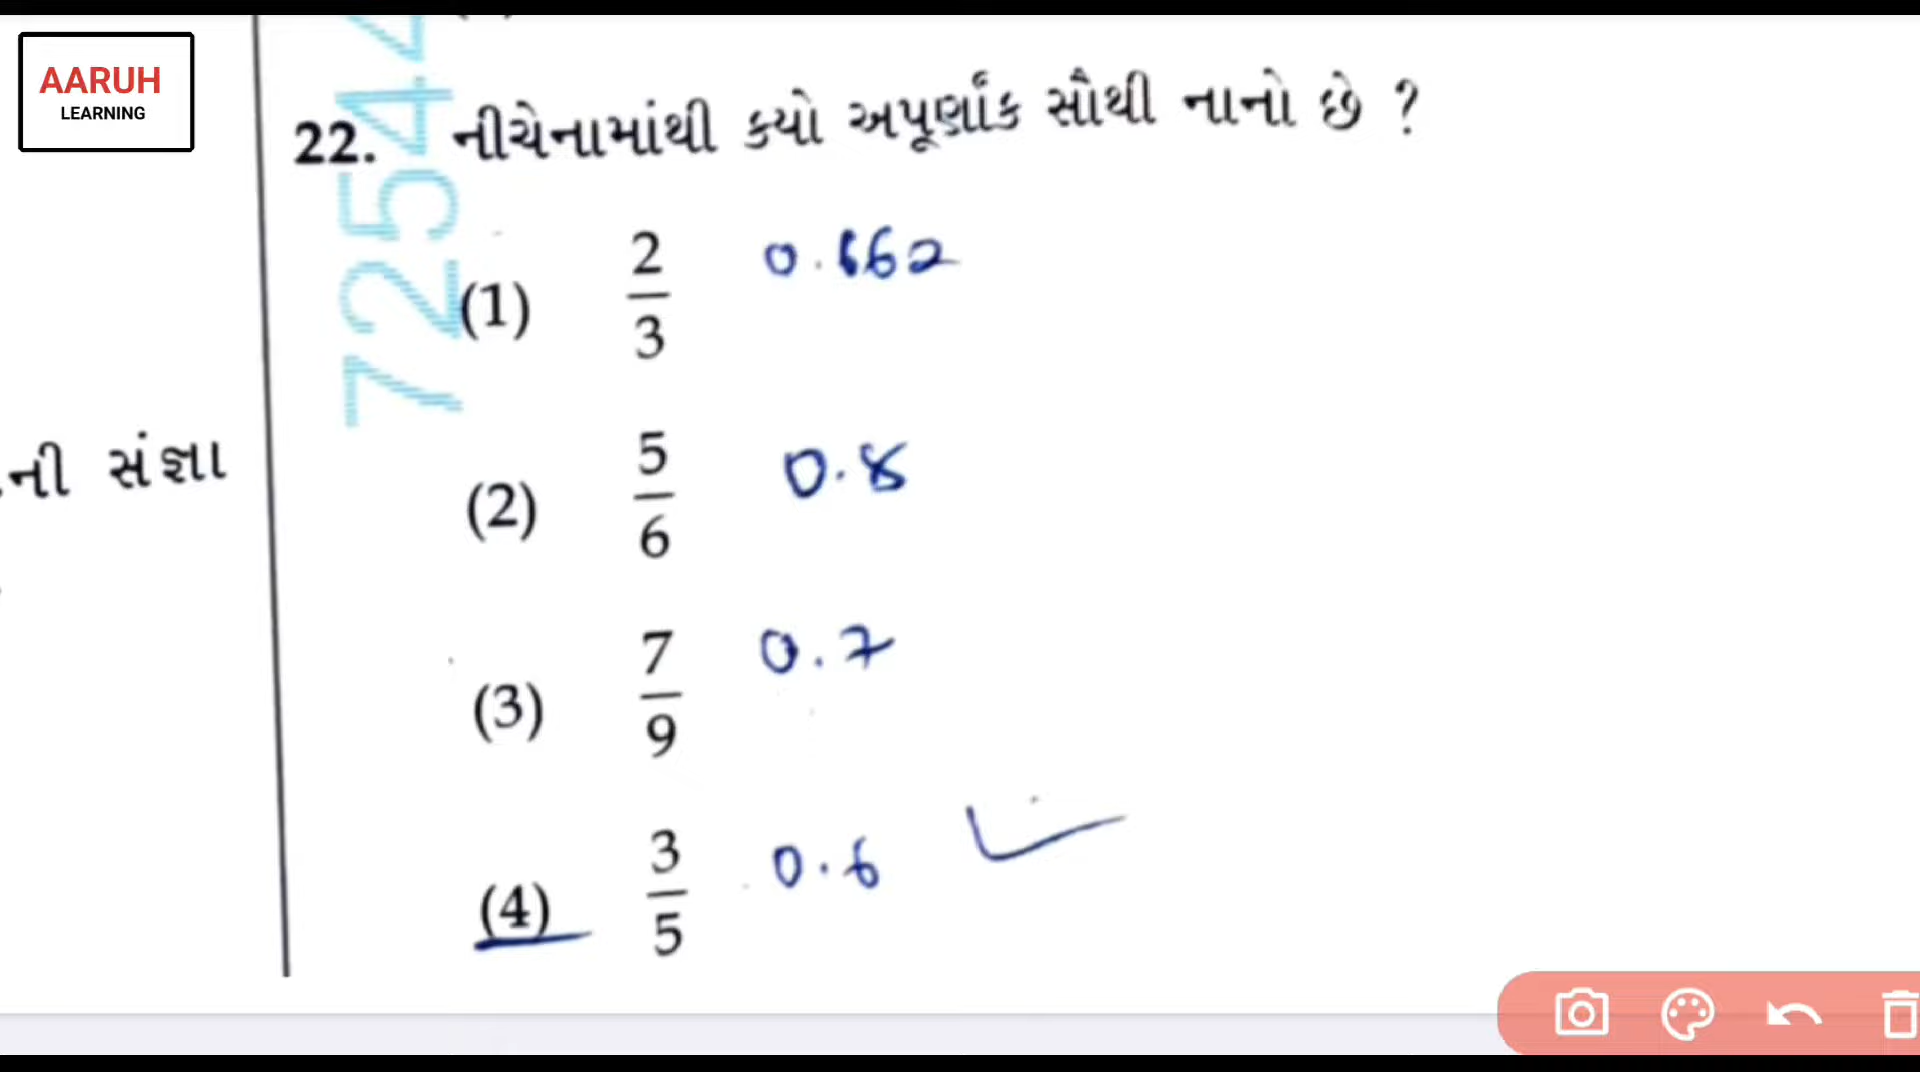 AARUH
LEARNING
72544
22. નીચેનામાંથી કયો અપૂર્ણાંક સૌથી નાનો છે ?
(1) 2/3 0.662
(2) 5/6 0.8
(3) 7/9 0.7
(4) 3/5 0.6
ની સંજ્ઞા